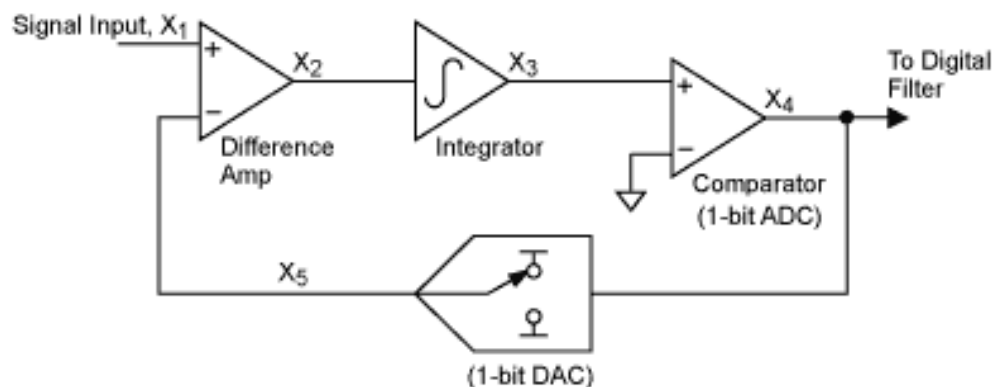 Signal Input, X1
X2
X3
X4
To Digital
Filter
+
−
+
−
Difference
Amp
Integrator
Comparator
(1-bit ADC)
X5
(1-bit DAC)